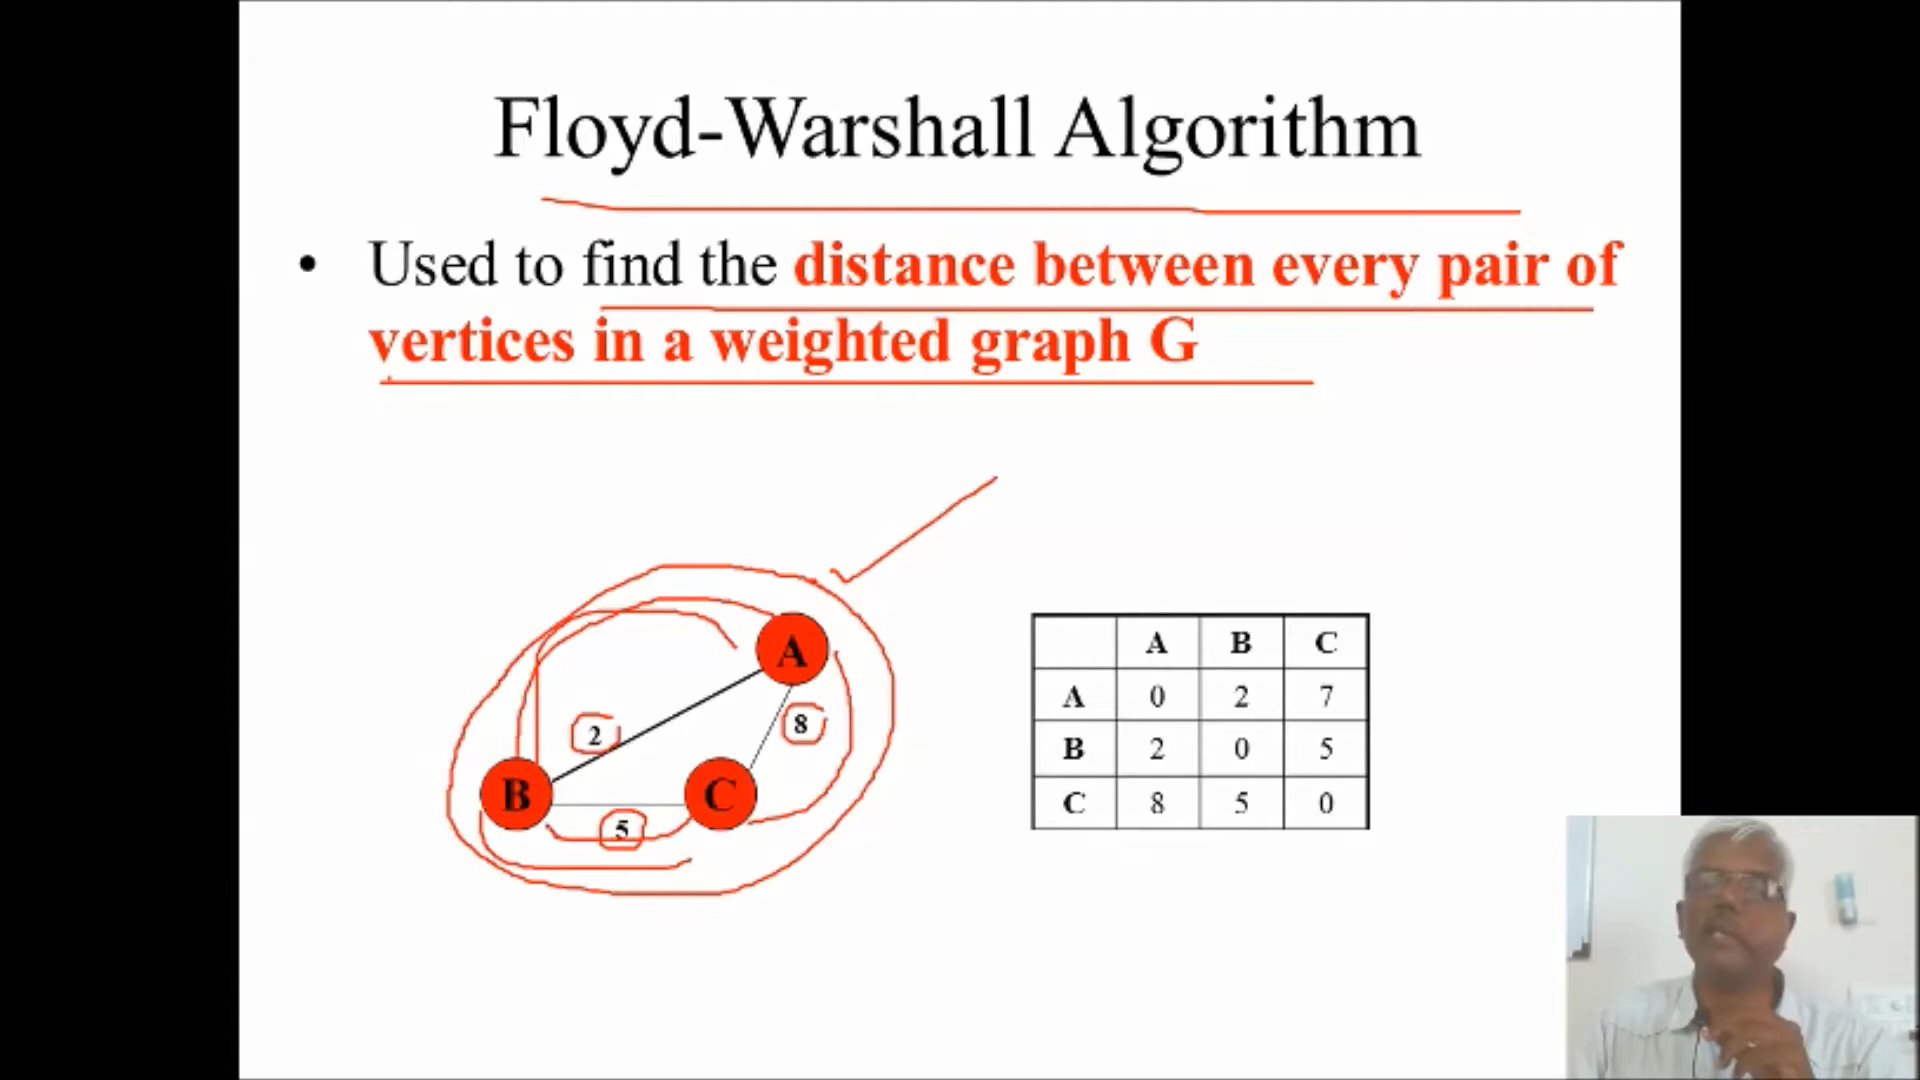 Floyd-Warshall Algorithm
• Used to find the distance between every pair of
vertices in a weighted graph G
A
2
8
B
C
5
A B C
A 0 2 7
B 2 0 5
C 8 5 0